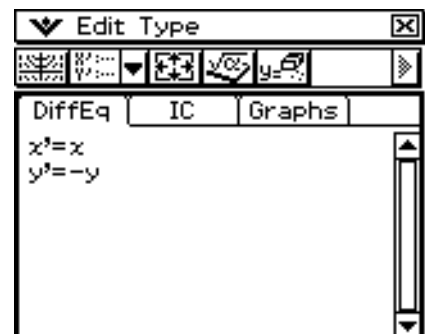 Edit Type
y=
DiffEq IC Graphs
x'=x
y'=-y